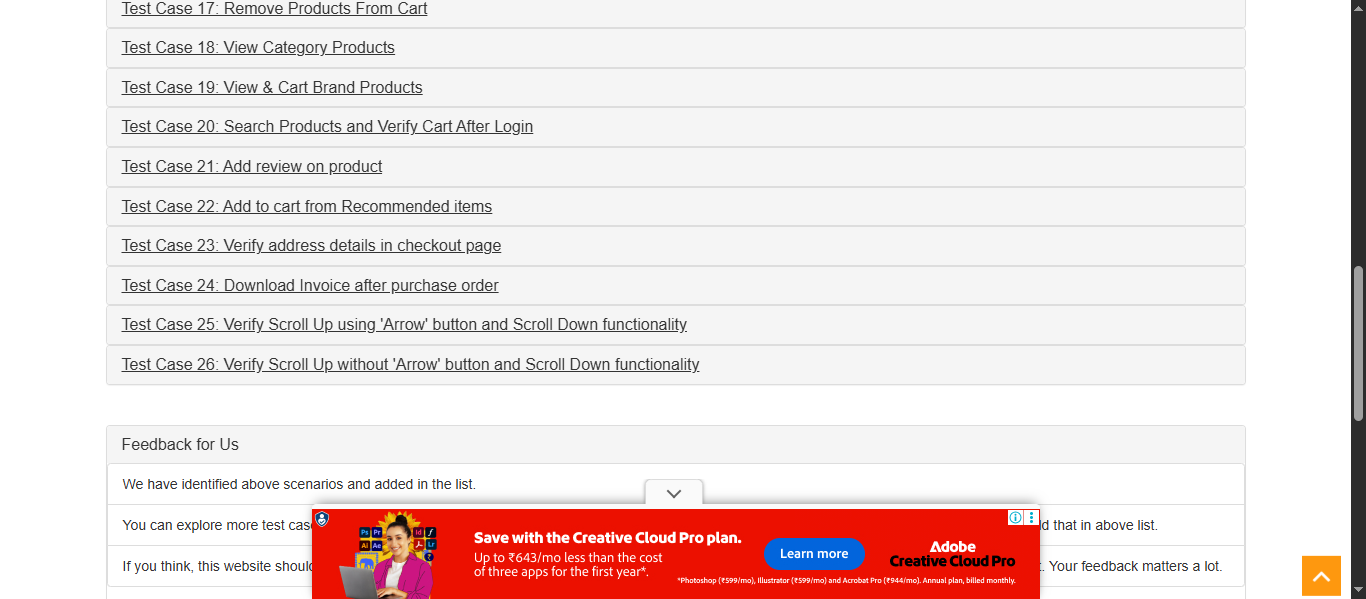 Test Case 17: Remove Products From Cart
Test Case 18: View Category Products
Test Case 19: View & Cart Brand Products
Test Case 20: Search Products and Verify Cart After Login
Test Case 21: Add review on product
Test Case 22: Add to cart from Recommended items
Test Case 23: Verify address details in checkout page
Test Case 24: Download Invoice after purchase order
Test Case 25: Verify Scroll Up using 'Arrow' button and Scroll Down functionality
Test Case 26: Verify Scroll Up without 'Arrow' button and Scroll Down functionality
Feedback for Us
We have identified above scenarios and added in the list.
You can explore more test
that in above list.
If you think, this website
Your feedback matters a lot.
Ps Pr Id f
Ai Ae Lr
Save with the Creative Cloud Pro plan.
Up to ₹643/mo less than the cost
of three apps for the first year*.
Learn more
Adobe
Creative Cloud Pro
*Photoshop (₹599/mo), Illustrator (₹599/mo) and Acrobat Pro (₹944/mo). Annual plan, billed monthly.